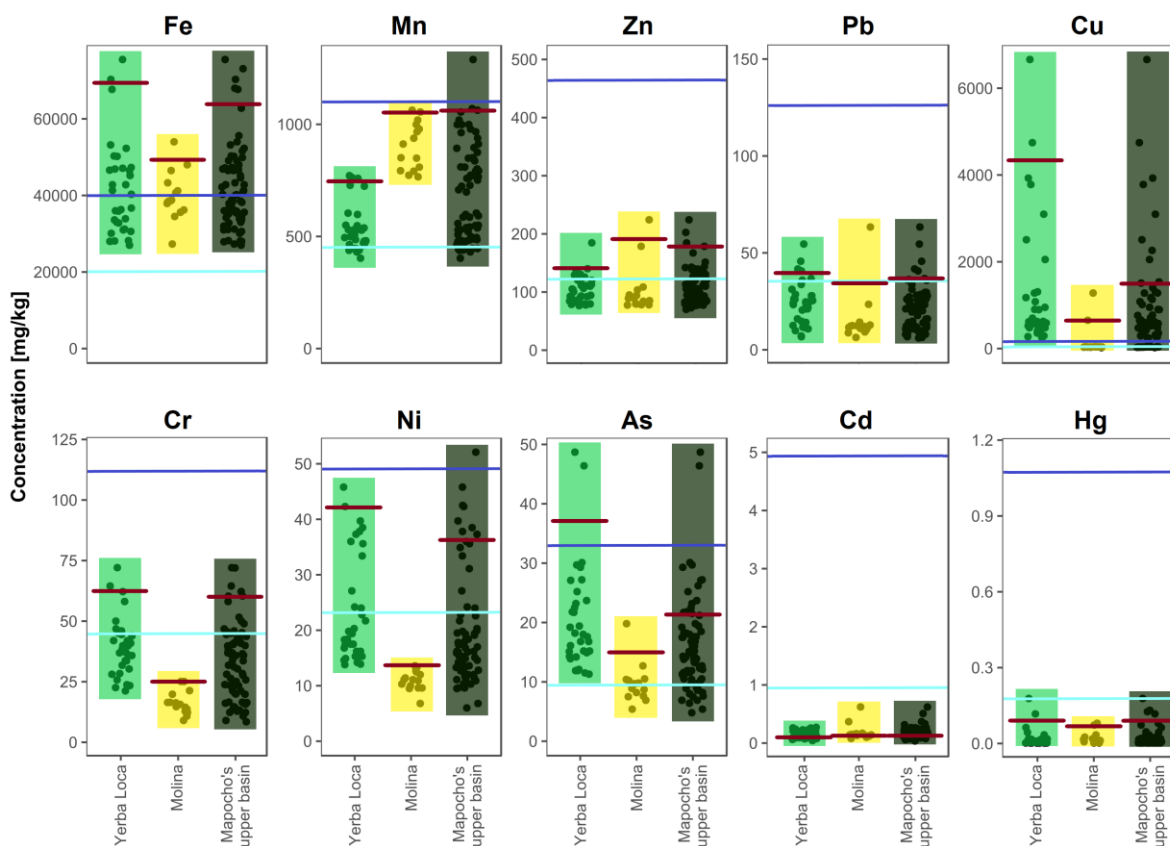 Fe
Mn
Zn
Pb
Cu
60000
40000
20000
0
1000
500
0
500
400
300
200
100
0
150
100
50
0
6000
4000
2000
0
Concentration [mg/kg]
Cr
Ni
As
Cd
Hg
125
100
75
50
25
0
50
40
30
20
10
0
50
40
30
20
10
0
5
4
3
2
1
0
1.2
0.9
0.6
0.3
0.0
Yerba Loca
Molina
Mapocho's
upper basin
Yerba Loca
Molina
Mapocho's
upper basin
Yerba Loca
Molina
Mapocho's
upper basin
Yerba Loca
Molina
Mapocho's
upper basin
Yerba Loca
Molina
Mapocho's
upper basin